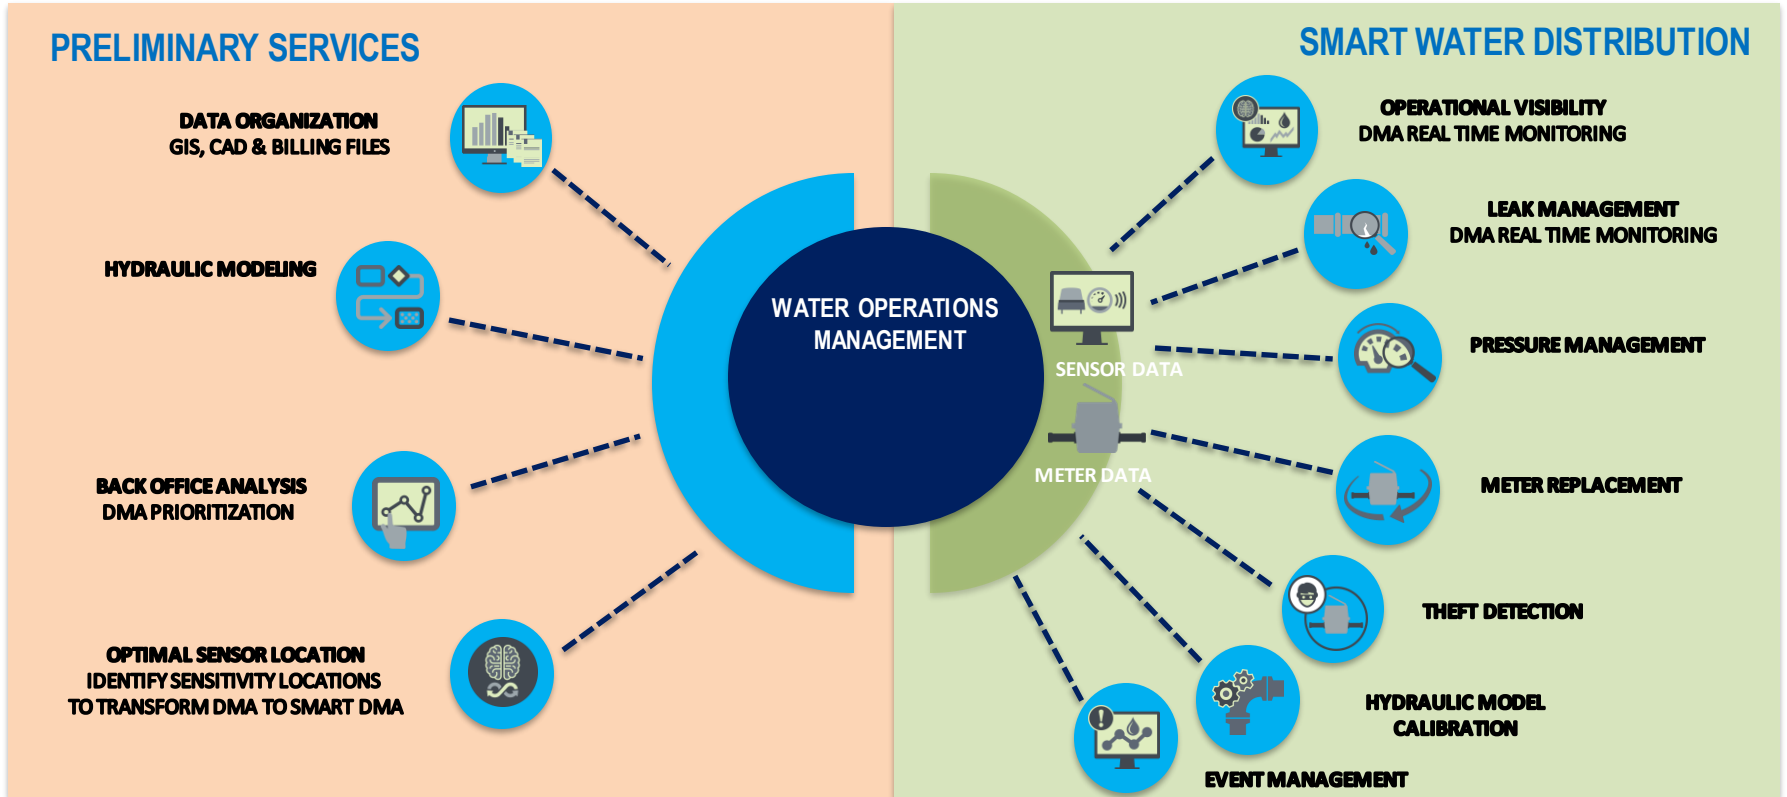 PRELIMINARY SERVICES
DATA ORGANIZATION
GIS, CAD & BILLING FILES
HYDRAULIC MODELING
BACK OFFICE ANALYSIS
DMA PRIORITIZATION
OPTIMAL SENSOR LOCATION
IDENTIFY SENSITIVITY LOCATIONS
TO TRANSFORM DMA TO SMART DMA
WATER OPERATIONS
MANAGEMENT
SENSOR DATA
METER DATA
SMART WATER DISTRIBUTION
OPERATIONAL VISIBILITY
DMA REAL TIME MONITORING
LEAK MANAGEMENT
DMA REAL TIME MONITORING
PRESSURE MANAGEMENT
METER REPLACEMENT
THEFT DETECTION
HYDRAULIC MODEL
CALIBRATION
EVENT MANAGEMENT